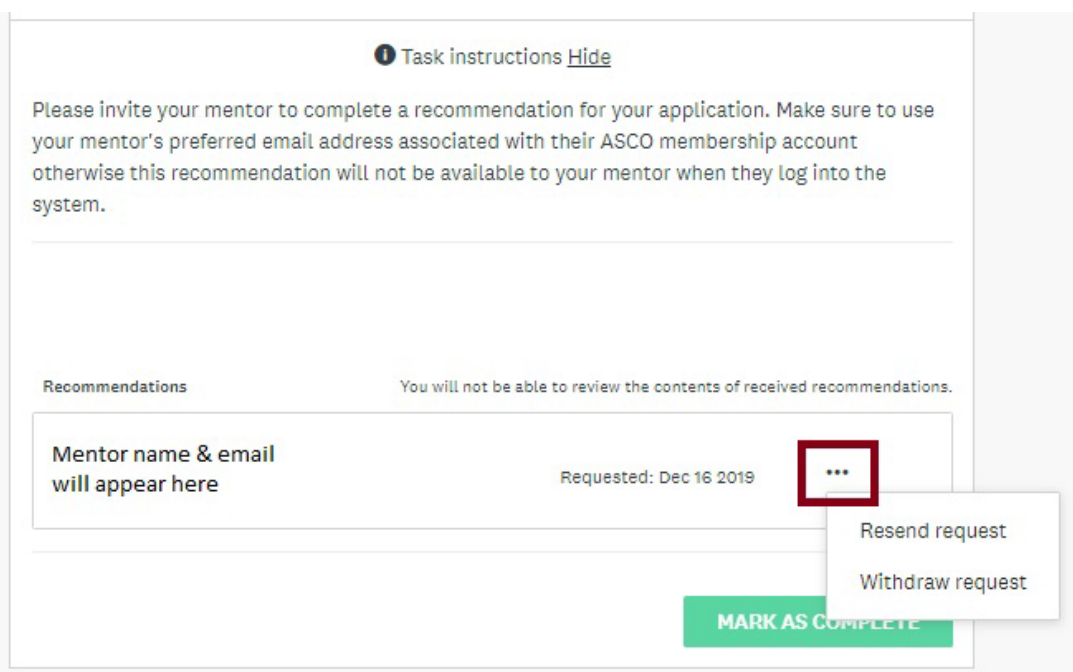 Task instructions Hide
Please invite your mentor to complete a recommendation for your application. Make sure to use
your mentor's preferred email address associated with their ASCO membership account
otherwise this recommendation will not be available to your mentor when they log into the
system.
Recommendations You will not be able to review the contents of received recommendations.
Mentor name & email
will appear here
Requested: Dec 16 2019 •••
Resend request
Withdraw request
MARK AS COMPLETE